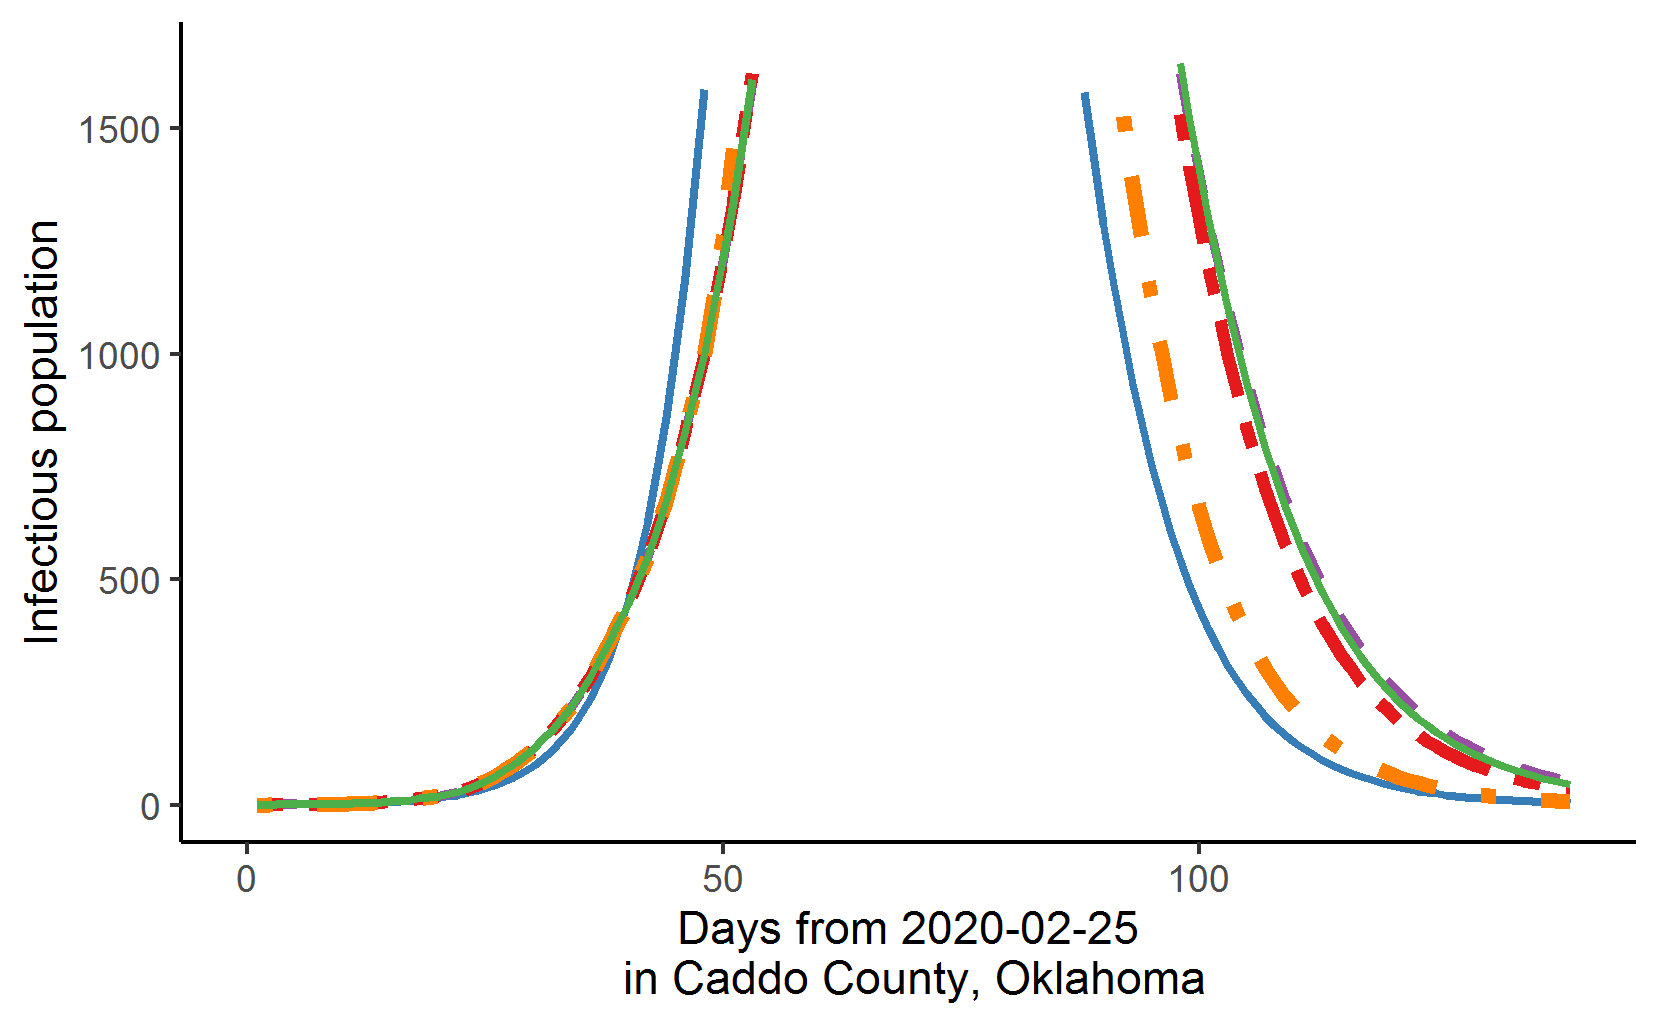 Infectious population
1500
1000
500
0
0 50 100
Days from 2020-02-25
in Caddo County, Oklahoma